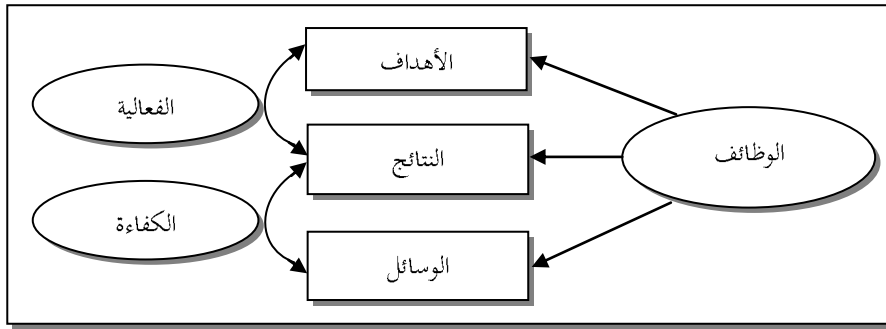 الأهداف
الفعالية
الوظائف
النتائج
الكفاءة
الوسائل